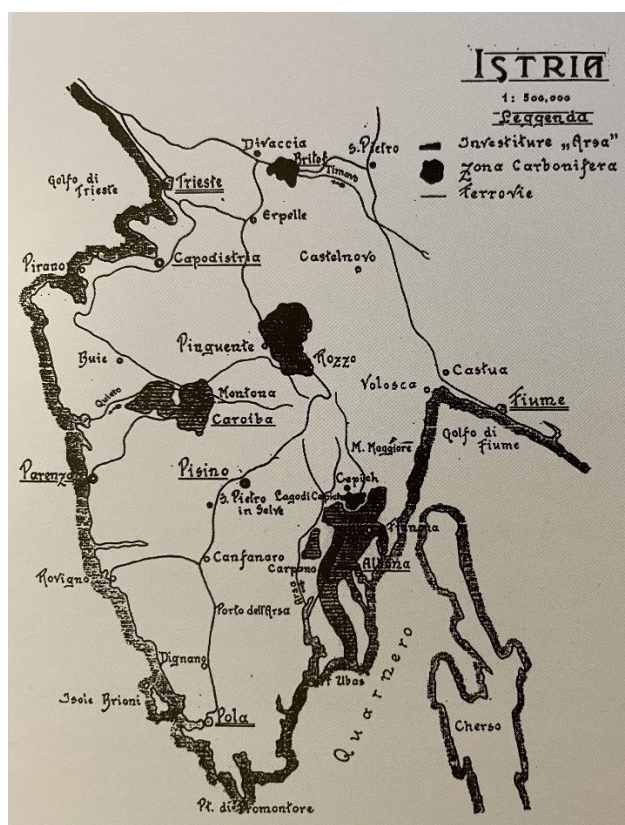 ISTRIA
1: 500,000
Leggenda
Investiture „Arsa"
Zona Carbonifera
Ferrovie
Divaccia
S. Pietro
Britof
Timavo
Golfo di
Trieste
Trieste
Erpelle
Pirano
Capodistria
Castelnovo
Pinguente
Rozzo
Buie
Castua
Volosca
Fiume
Quieto
Montona
Golfo di
Fiume
Caroiba
M. Maggiore
Parenzo
Pisino
Cepich
S. Pietro
in Selve
Lago di Cepich
Fianona
Canfanaro
Carpano
Albona
Arsa
Rovigno
Porto dell'Arsa
Dignano
Ubas
Isole Brioni
Quarnero
Pola
Cherso
Pt. di Promontore